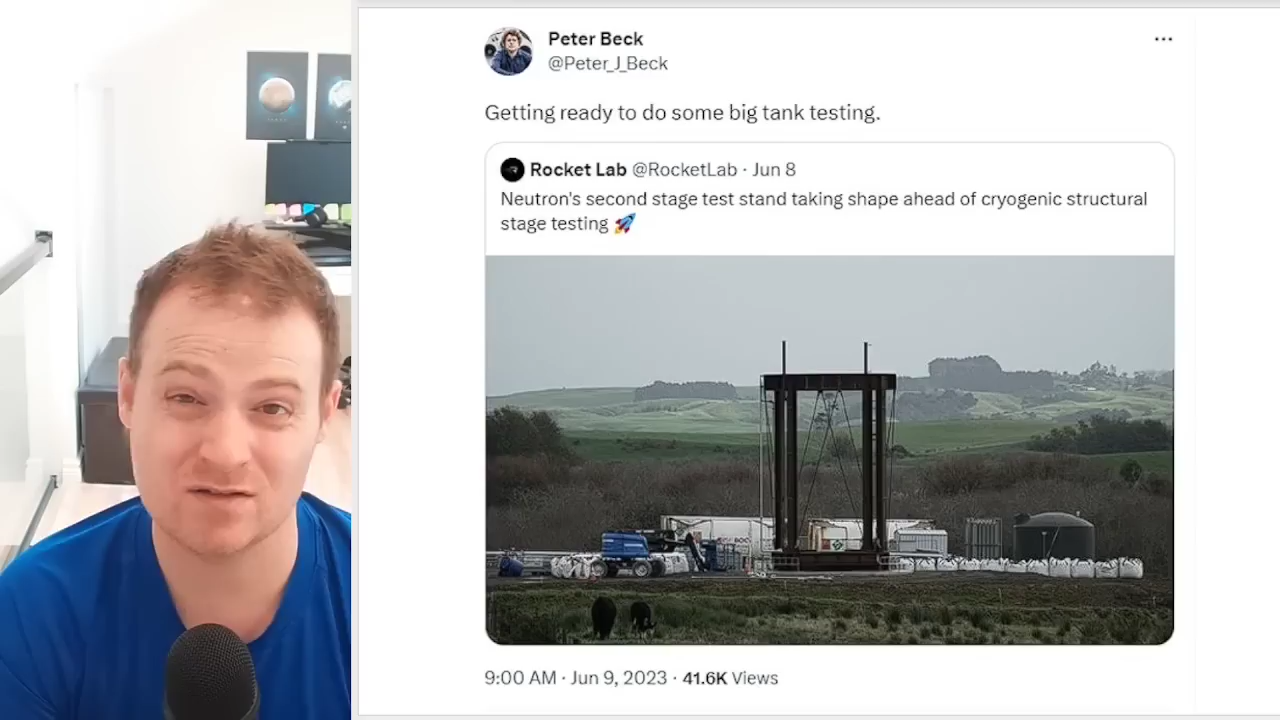 Peter Beck
@Peter_J_Beck
Getting ready to do some big tank testing.
Rocket Lab @RocketLab · Jun 8
Neutron's second stage test stand taking shape ahead of cryogenic structural
stage testing 🚀
BOC
9:00 AM · Jun 9, 2023 · 41.6K Views